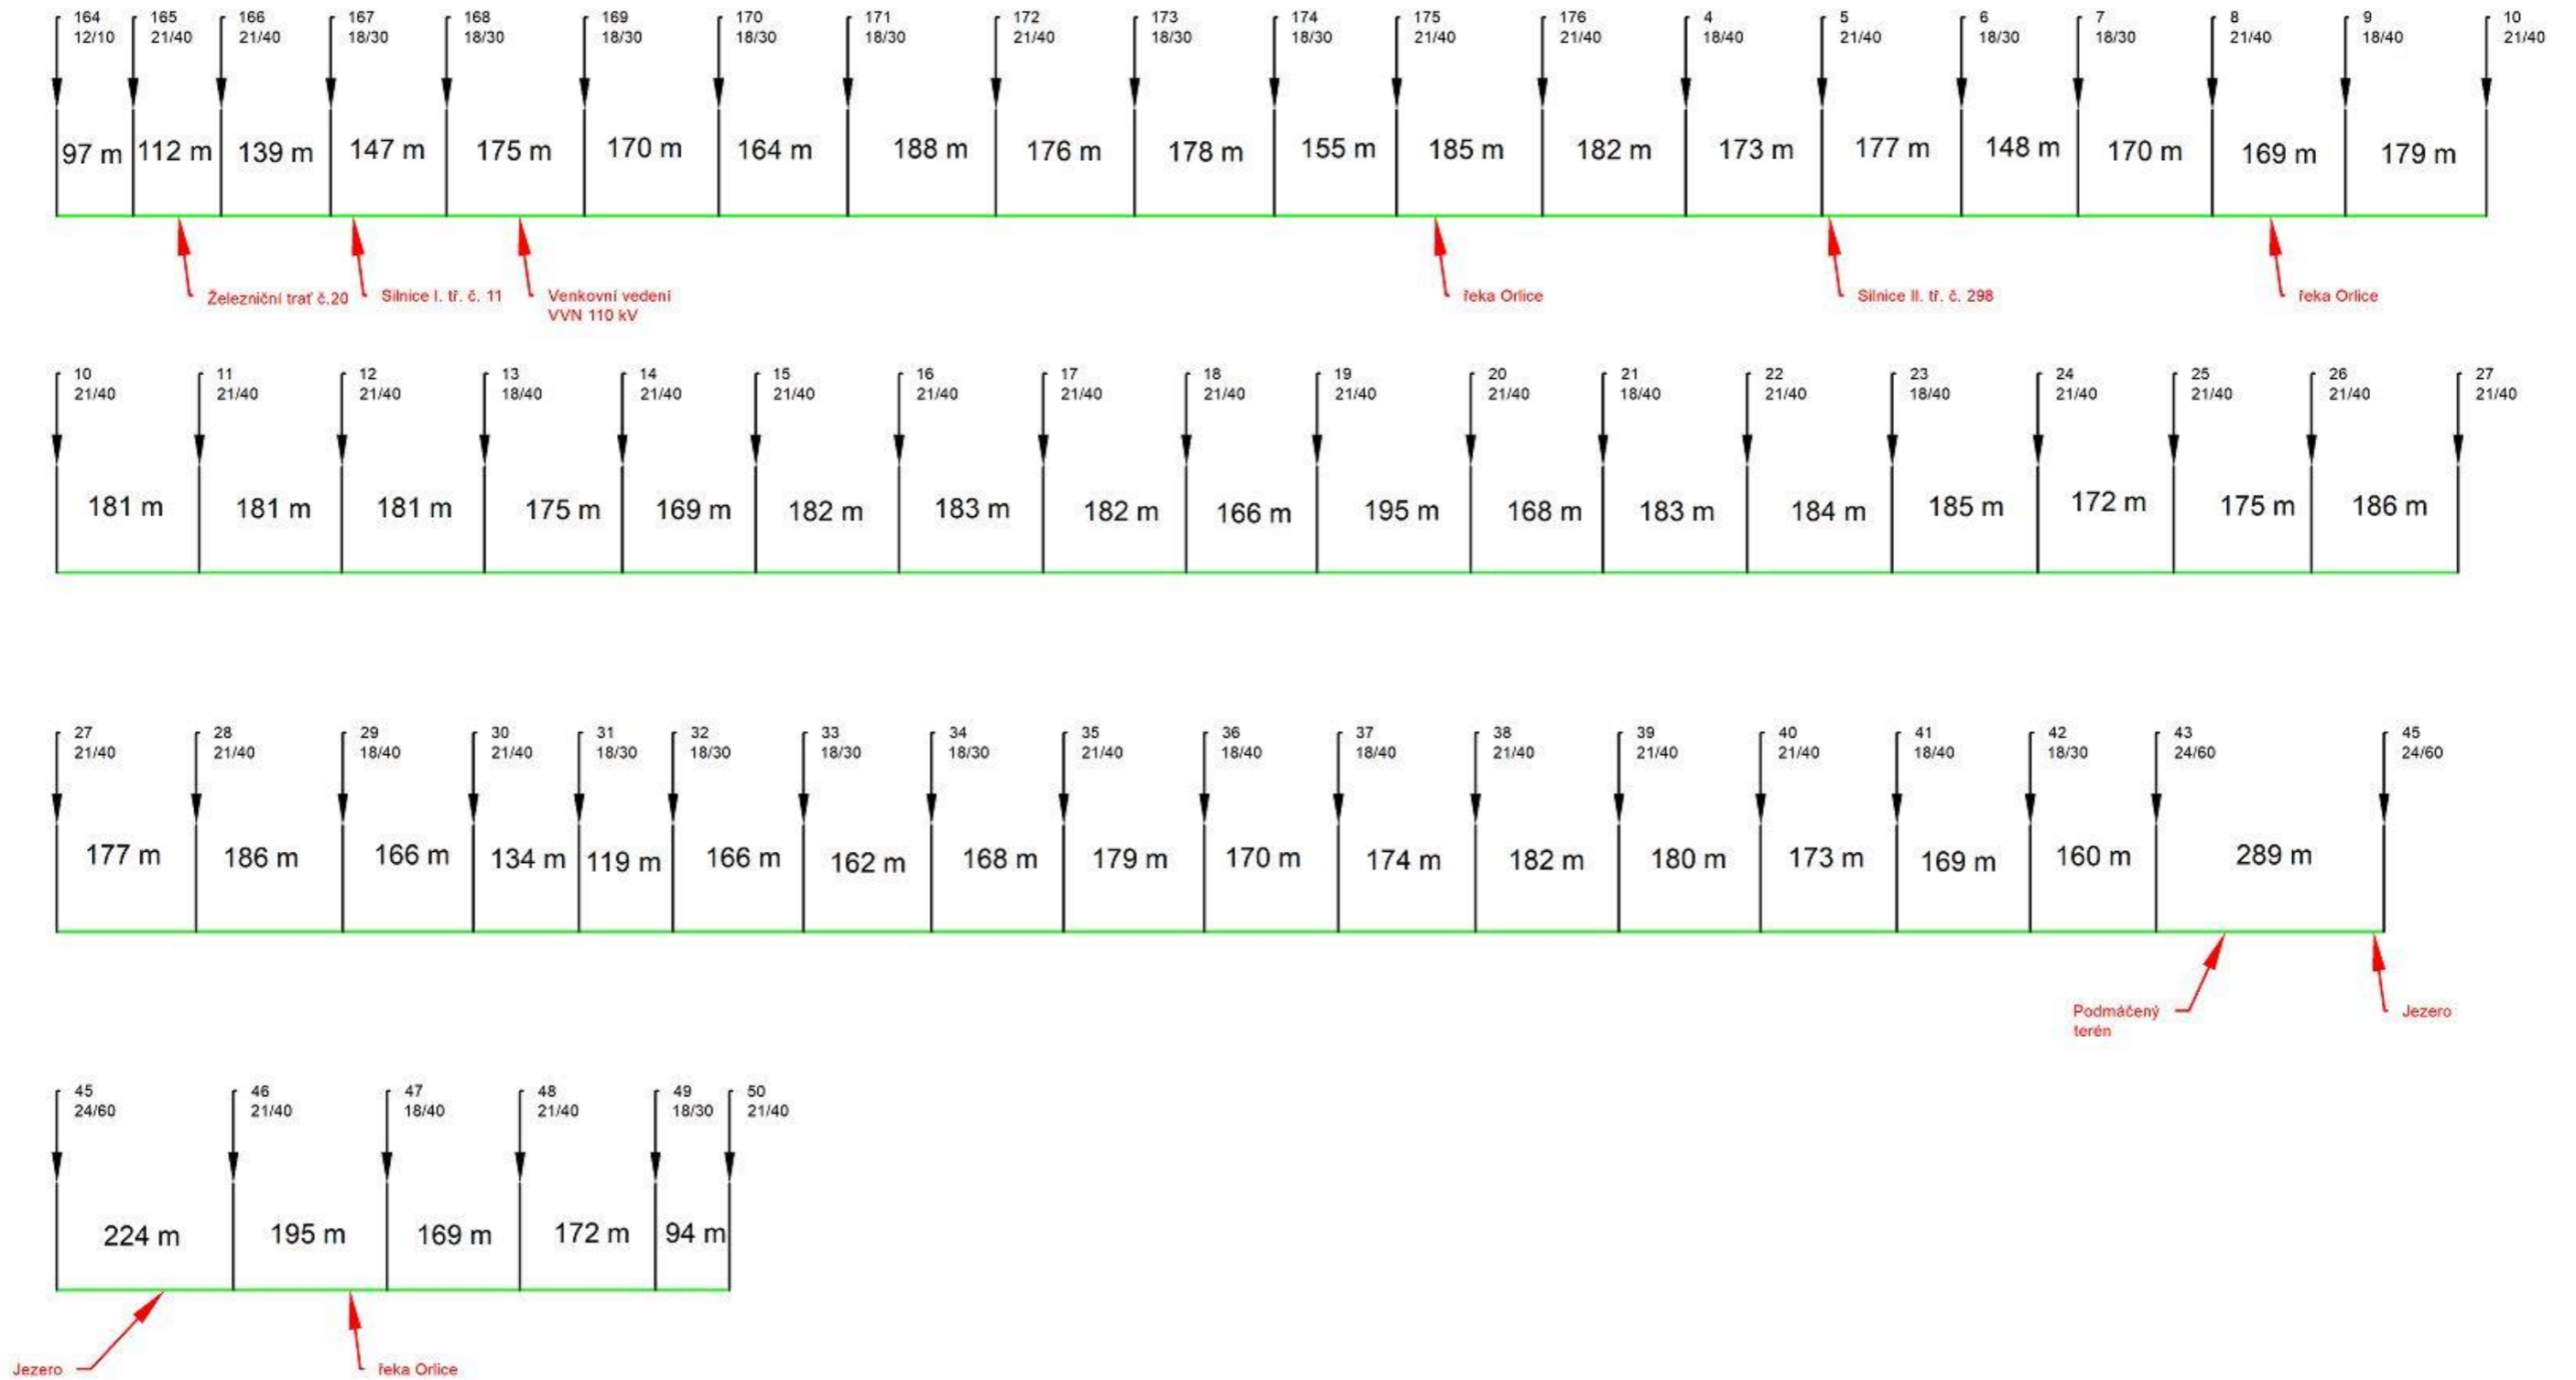 164 165 166 167 168 169 170 171 172 173 174 175 176 4 5 6 7 8 9 10
12/10 21/40 21/40 18/30 18/30 18/30 18/30 18/30 21/40 18/30 18/30 21/40 21/40 18/40 21/40 18/30 18/30 21/40 18/40 21/40
97 m 112 m 139 m 147 m 175 m 170 m 164 m 188 m 176 m 178 m 155 m 185 m 182 m 173 m 177 m 148 m 170 m 169 m 179 m
Železniční trať č.20 Silnice I. tř. č. 11 Venkovní vedení řeka Orlice Silnice II. tř. č. 298 řeka Orlice
VVN 110 kV
10 11 12 13 14 15 16 17 18 19 20 21 22 23 24 25 26 27
21/40 21/40 21/40 18/40 21/40 21/40 21/40 21/40 21/40 21/40 21/40 18/40 21/40 18/40 21/40 21/40 21/40 21/40
181 m 181 m 181 m 175 m 169 m 182 m 183 m 182 m 166 m 195 m 168 m 183 m 184 m 185 m 172 m 175 m 186 m
27 28 29 30 31 32 33 34 35 36 37 38 39 40 41 42 43 45
21/40 21/40 18/40 21/40 18/30 18/30 18/30 18/30 21/40 18/40 18/40 21/40 21/40 21/40 18/40 18/30 24/60 24/60
177 m 186 m 166 m 134 m 119 m 166 m 162 m 168 m 179 m 170 m 174 m 182 m 180 m 173 m 169 m 160 m 289 m
Podmáčený Jezero
terén
45 46 47 48 49 50
24/60 21/40 18/40 21/40 18/30 21/40
224 m 195 m 169 m 172 m 94 m
Jezero řeka Orlice